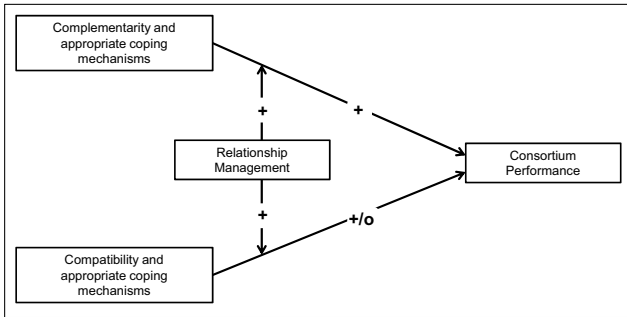 Complementarity and
appropriate coping
mechanisms
+
+
Relationship
Management
Consortium
Performance
+
+/o
Compatibility and
appropriate coping
mechanisms